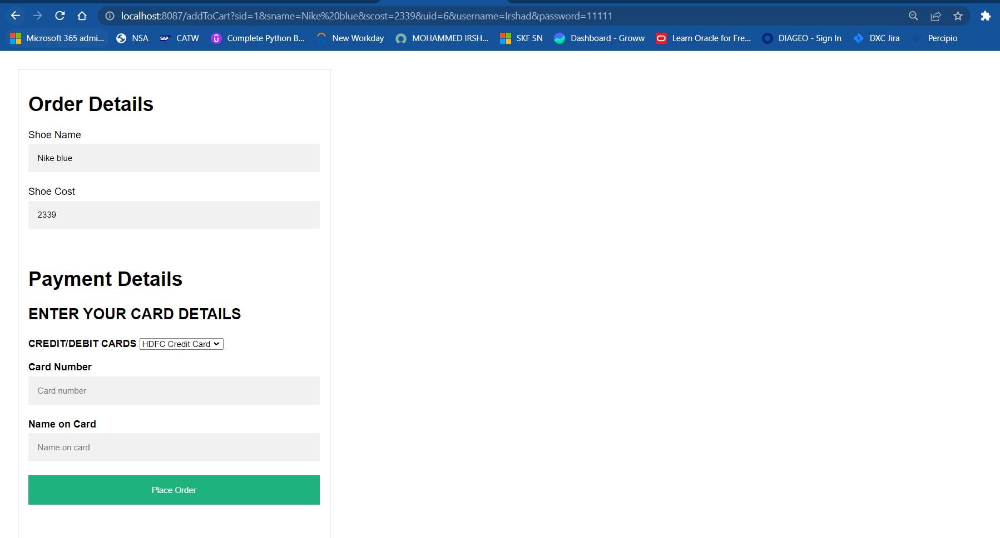 localhost:8087/addToCart?sid=1&sname=Nike%20blue&scost=2339&uid=6&username=Irshad&password=11111
Microsoft 365 admi... NSA SAP CATW Complete Python B... New Workday MOHAMMED IRSH... SKF SN Dashboard - Groww Learn Oracle for Fre... DIAGEO - Sign In DXC Jira Percipio
Order Details
Shoe Name
Nike blue
Shoe Cost
2339
Payment Details
ENTER YOUR CARD DETAILS
CREDIT/DEBIT CARDS HDFC Credit Card
Card Number
Card number
Name on Card
Name on card
Place Order